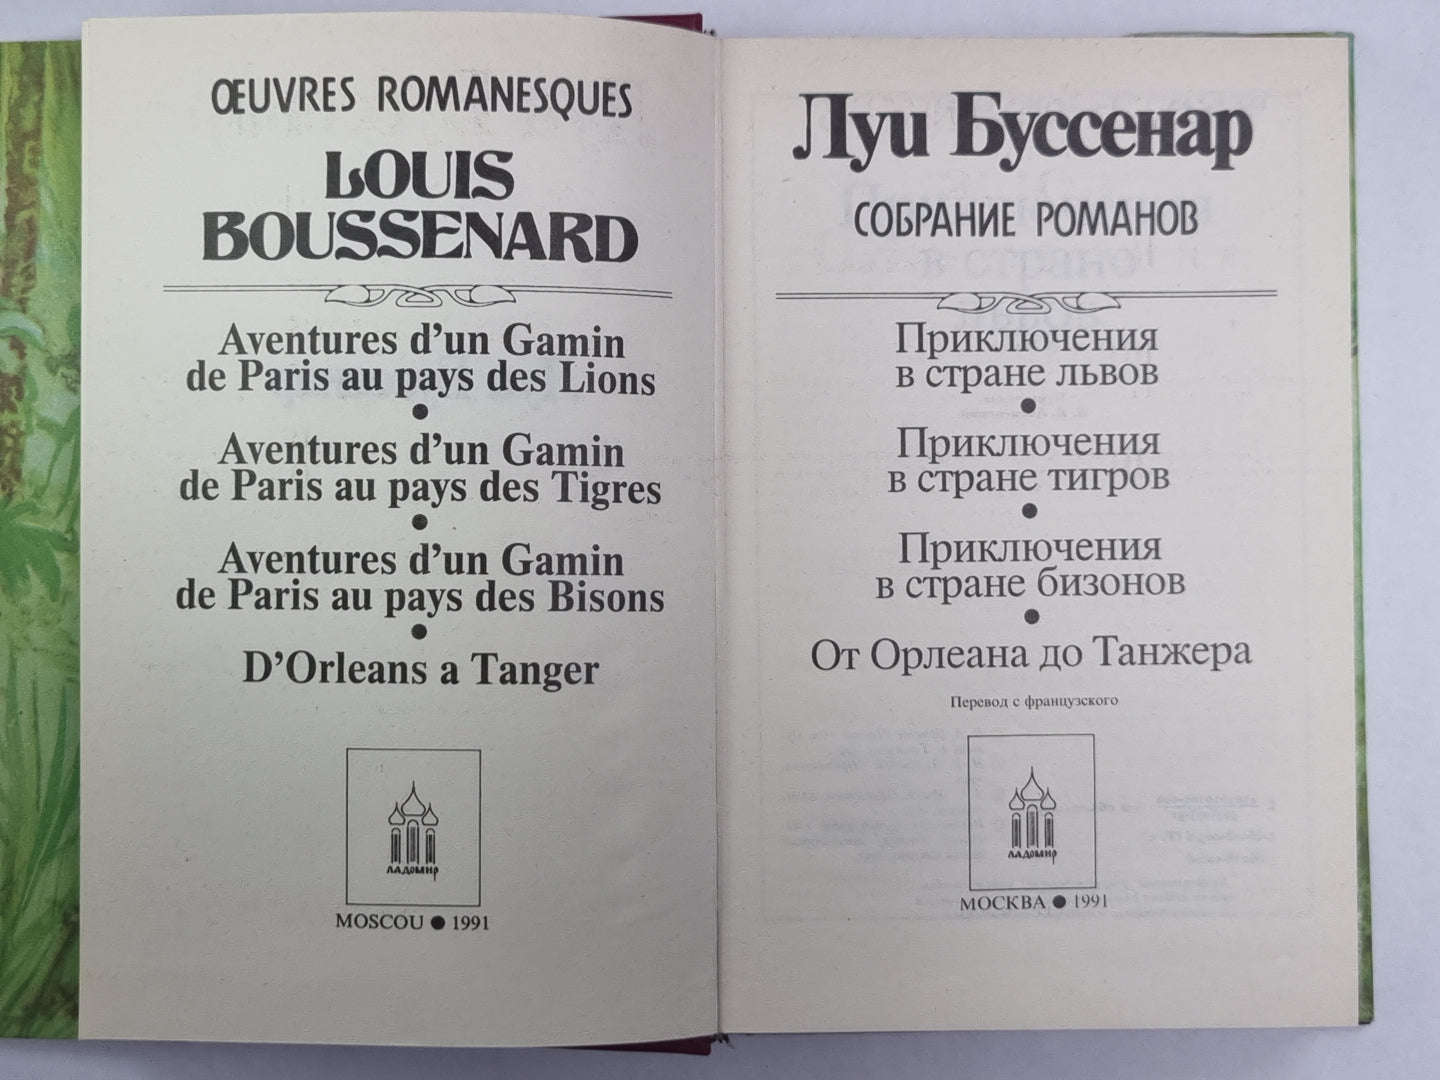 ŒUVRES ROMANESQUES
LOUIS
BOUSSENARD
Aventures d’un Gamin
de Paris au pays des Lions
●
Aventures d’un Gamin
de Paris au pays des Tigres
●
Aventures d’un Gamin
de Paris au pays des Bisons
●
D’Orleans a Tanger
ЛАДОМИР
MOSCOU ● 1991
Луи Буссенар
СОБРАНИЕ РОМАНОВ
Приключения
в стране львов
●
Приключения
в стране тигров
●
Приключения
в стране бизонов
●
От Орлеана до Танжера
Перевод с французского
ЛАДОМИР
МОСКВА ● 1991